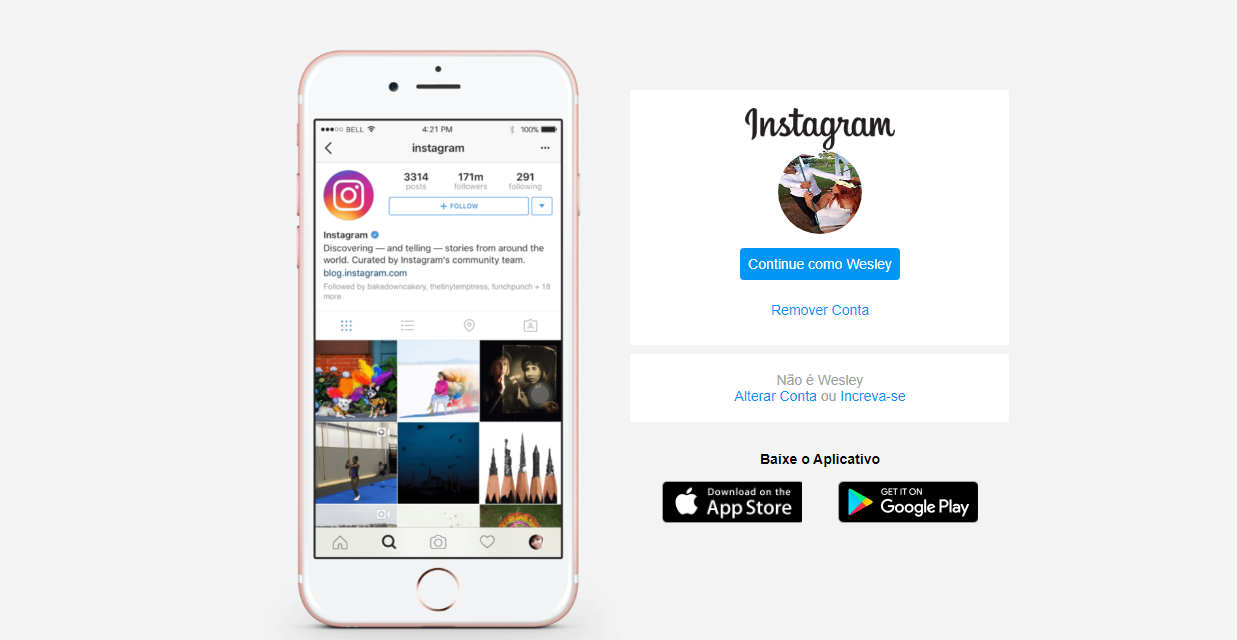 BELL 4:21 PM 100%
instagram
3314 171m 291
posts followers following
+ FOLLOW
Instagram
Discovering — and telling — stories from around the
world. Curated by Instagram's community team.
blog.instagram.com
Followed by bakedowncakery, thetinytemptress, funchpunch + 18
more
Instagram
Continue como Wesley
Remover Conta
Não é Wesley
Alterar Conta ou Increva-se
Baixe o Aplicativo
Download on the
App Store
GET IT ON
Google Play